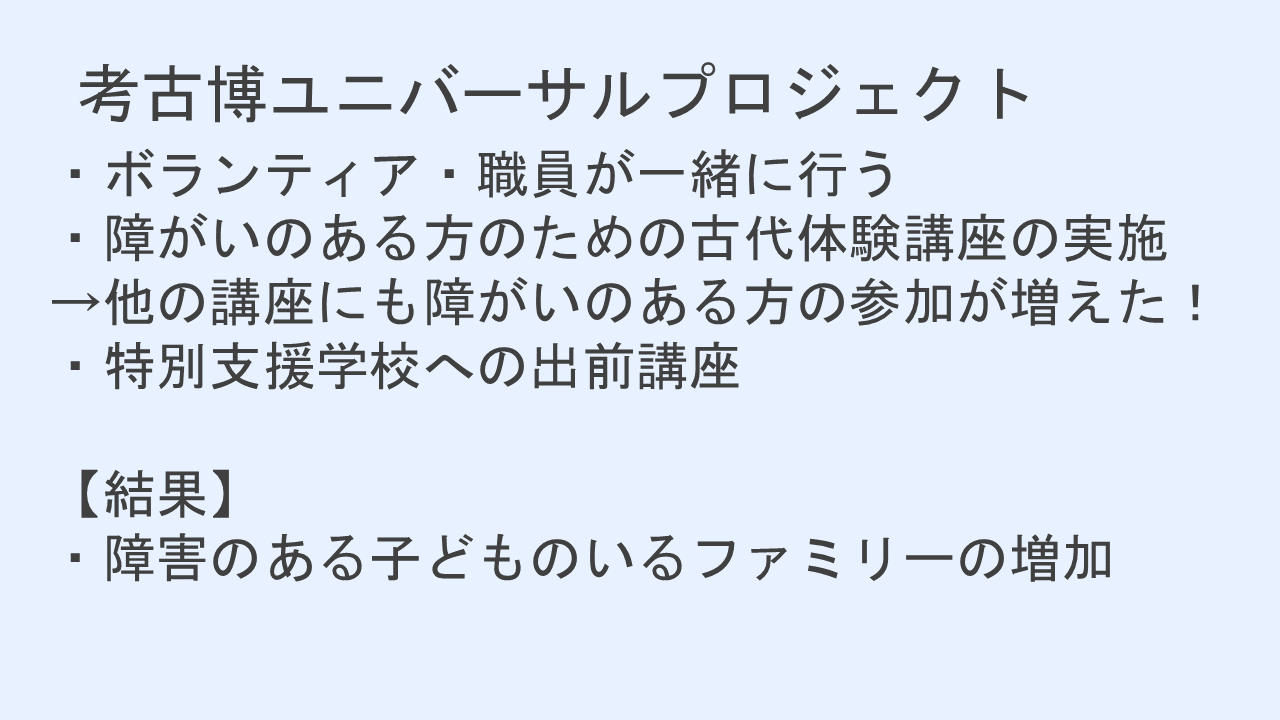 考古博ユニバーサルプロジェクト
・ボランティア・職員が一緒に行う
・障がいのある方のための古代体験講座の実施
→他の講座にも障がいのある方の参加が増えた！
・特別支援学校への出前講座
【結果】
・障害のある子どものいるファミリーの増加